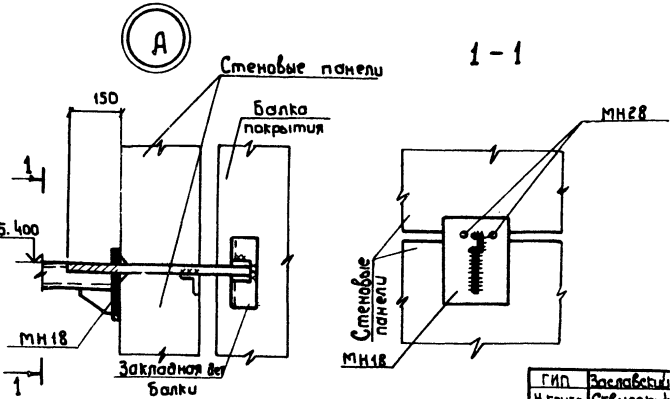 А
Стеновые панели
1-1
150
Балка
покрытия
МН28
1
5.400
Стеновые
панели
МН18
МН18
Закладная дет
балки
1
ГИП Заславский